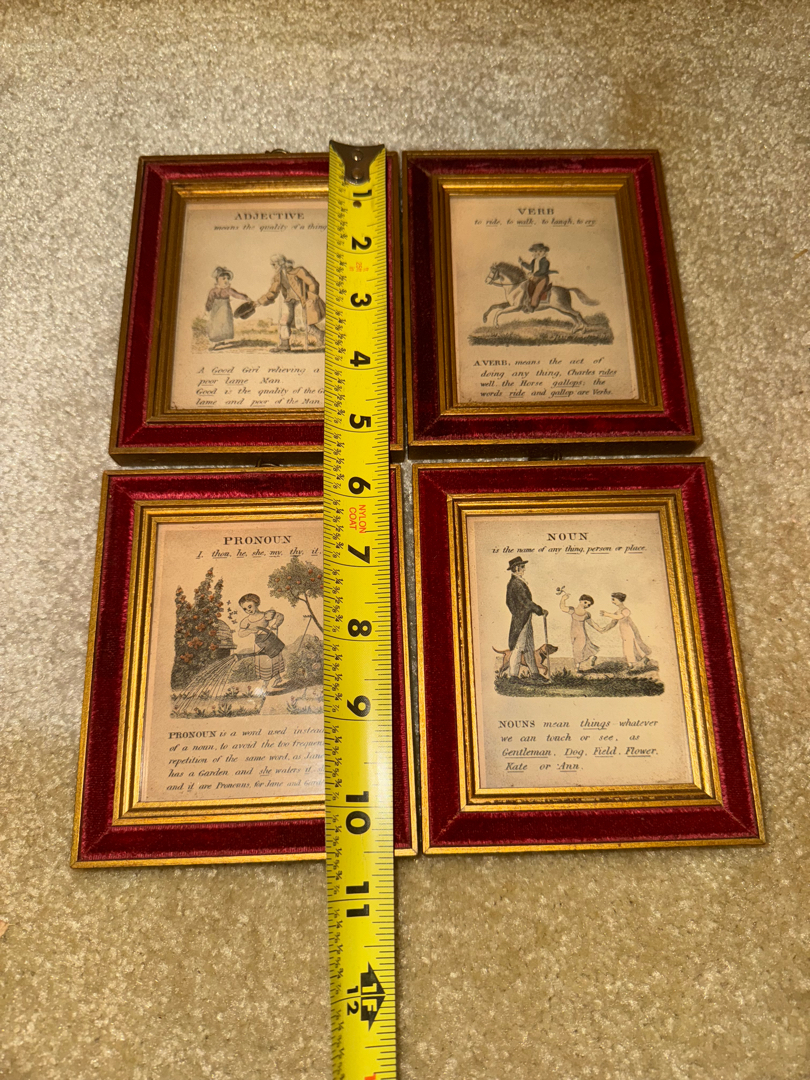 ADJECTIVE
means the quality of a thing
A Good Girl relieving a
poor lame Man
Good is the quality of the G
lame and poor of the Man.
VERB
to ride, to walk, to laugh, to cry.
A VERB, means the act of
doing any thing, Charles rides
well, the Horse gallops; the
words ride and gallop are Verbs.
PRONOUN
I, thou, he, she, my, thy, it.
PRONOUN is a word used instead
of a noun, to avoid the too frequent
repetition of the same word, as Jane
has a Garden and she waters it.
and it are Pronouns, for Jane and
NOUN
is the name of any thing, person or place.
NOUNS mean things whatever
we can touch or see, as
Gentleman, Dog, Field, Flower,
Kate or Ann.
1
2
3
4
5
6
NYLON
COAT
7
8
9
10
11
1F
12